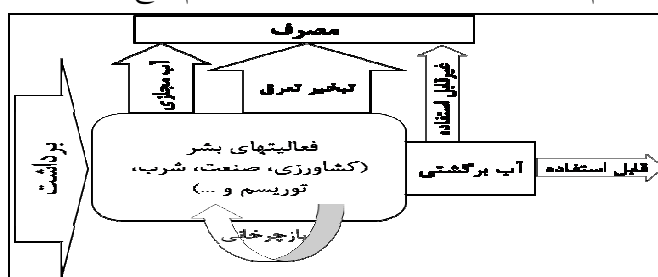 مصرف
آب مجازی
تبخیر تعرق
غیرقابل استفاده
برداشت
فعالیتهای بشر
(کشاورزی، صنعت، شرب،
توریسم و ...)
آب برگشتی
قابل استفاده
بازچرخانی